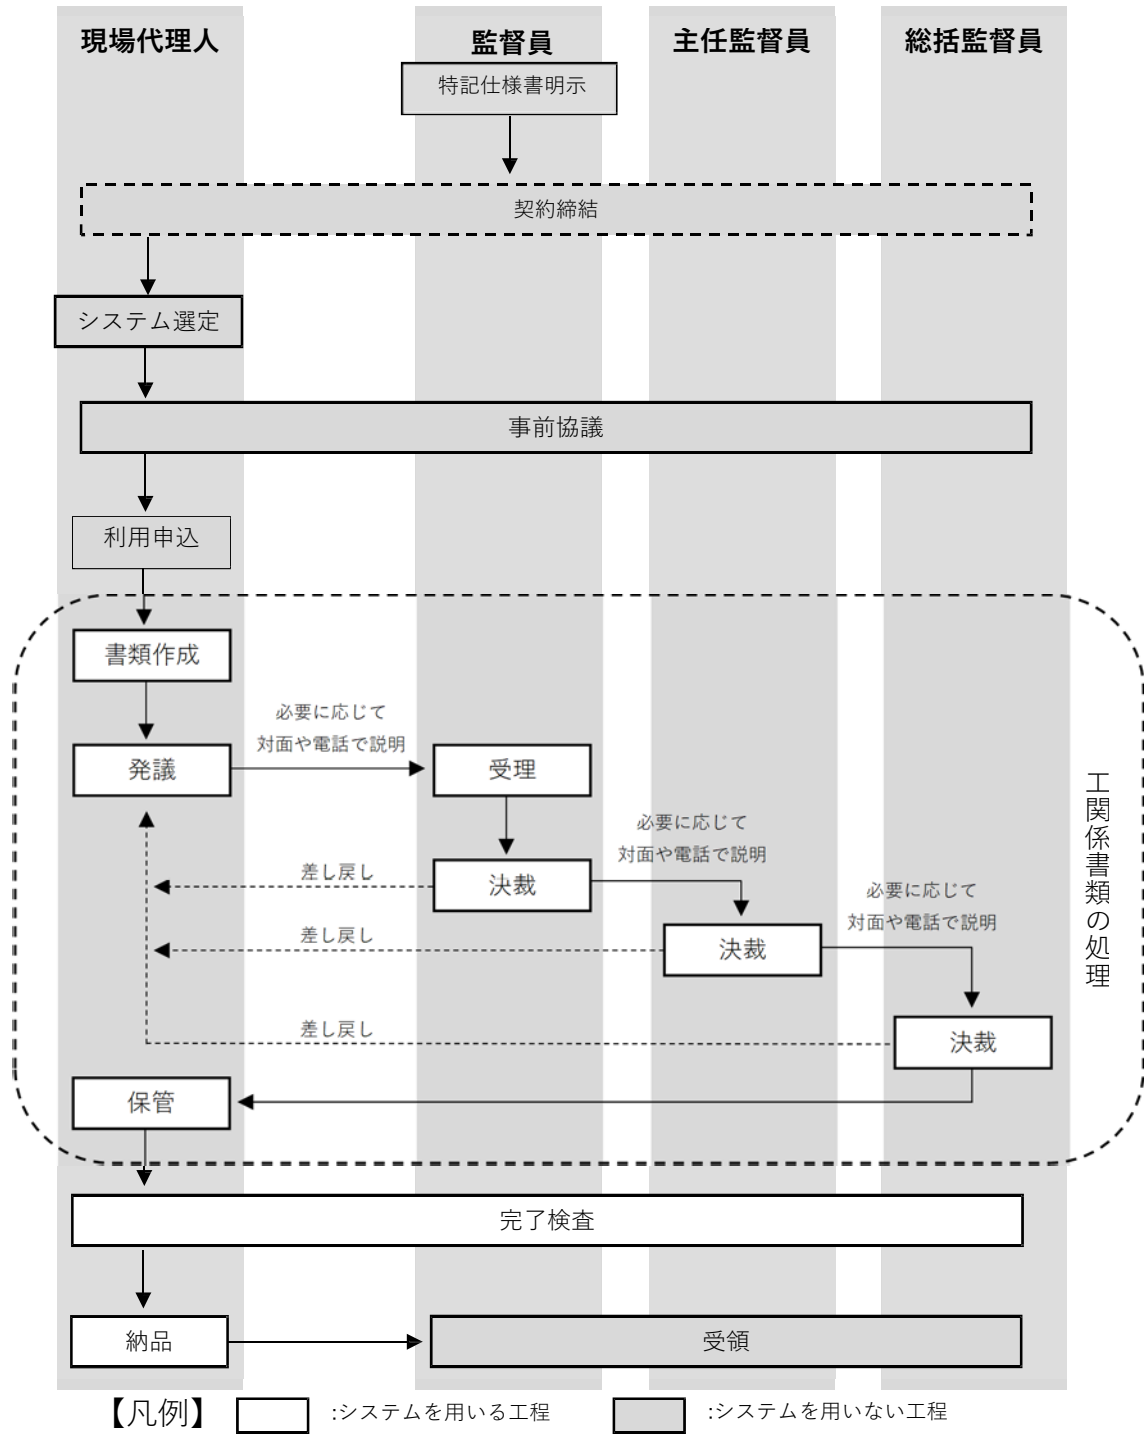 現場代理人
監督員
主任監督員
総括監督員
特記仕様書明示
契約締結
システム選定
事前協議
利用申込
書類作成
必要に応じて
対面や電話で説明
発議
受理
必要に応じて
対面や電話で説明
差し戻し
決裁
必要に応じて
対面や電話で説明
差し戻し
決裁
差し戻し
決裁
保管
工関係書類の処理
完了検査
納品
受領
【凡例】
:システムを用いる工程
:システムを用いない工程